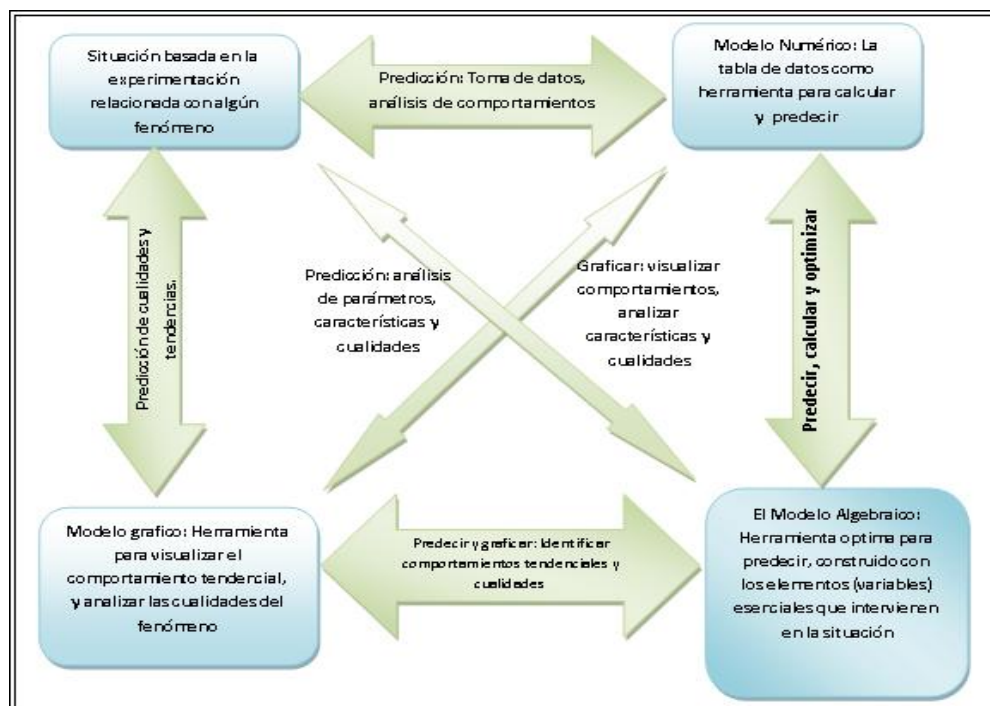 Situación basada en la
experimentación
relacionada con algún
fenómeno
Predicción: Toma de datos,
análisis de comportamientos
Modelo Numérico: La
tabla de datos como
herramienta para calcular
y predecir
Predicción de cualidades y
tendencias.
Predicción: análisis
de parámetros,
características y
cualidades
Graficar: visualizar
comportamientos,
analizar
características y
cualidades
Predecir, calcular y optimizar
Modelo grafico: Herramienta
para visualizar el
comportamiento tendencial,
y analizar las cualidades del
fenómeno
Predecir y graficar: Identificar
comportamientos tendenciales y
cualidades
El Modelo Algebraico:
Herramienta optima para
predecir, construido con
los elementos (variables)
esenciales que intervienen
en la situación